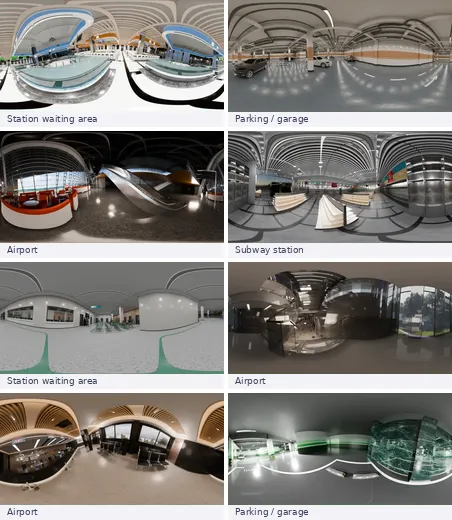 Station waiting area
Parking / garage
Airport
Subway station
Station waiting area
Airport
Airport
Parking / garage